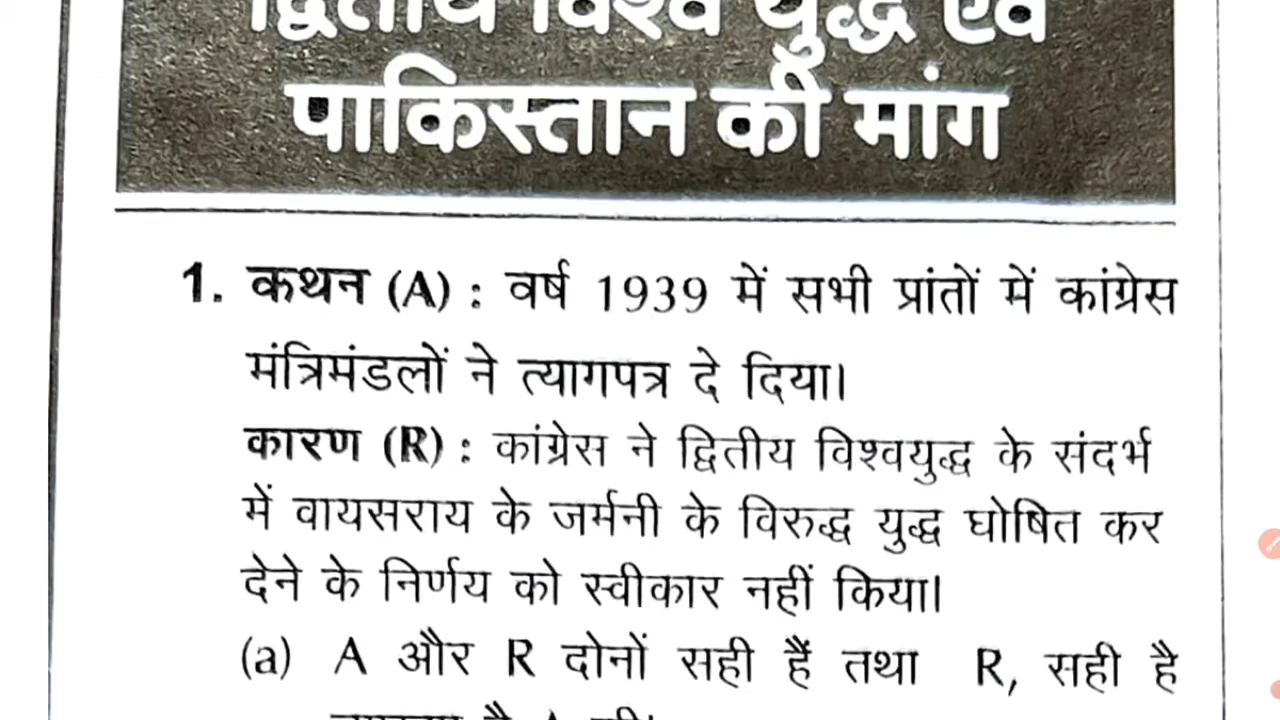 द्वितीय विश्व युद्ध एवं
पाकिस्तान की मांग
1. कथन (A) : वर्ष 1939 में सभी प्रांतों में कांग्रेस
मंत्रिमंडलों ने त्यागपत्र दे दिया।
कारण (R) : कांग्रेस ने द्वितीय विश्वयुद्ध के संदर्भ
में वायसराय के जर्मनी के विरुद्ध युद्ध घोषित कर
देने के निर्णय को स्वीकार नहीं किया।
(a) A और R दोनों सही हैं तथा R, सही है